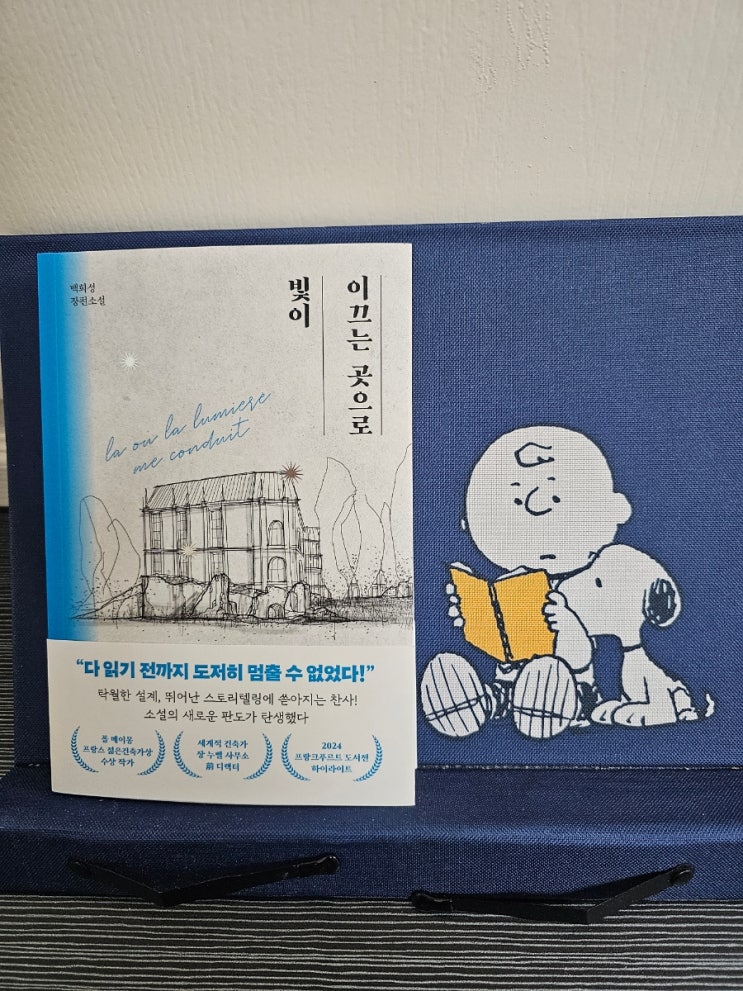 백희성
장편소설
빛이
이끄는 곳으로
la où la lumiere
me conduit
“다 읽기 전까지 도저히 멈출 수 없었다!”
탁월한 설계, 뛰어난 스토리텔링에 쏟아지는 찬사!
소설의 새로운 판도가 탄생했다
폴 메이몽
프랑스 젊은건축가상
수상 작가
세계적 건축가
장 누벨 사무소
前 디렉터
2024
프랑크푸르트 도서전
하이라이트